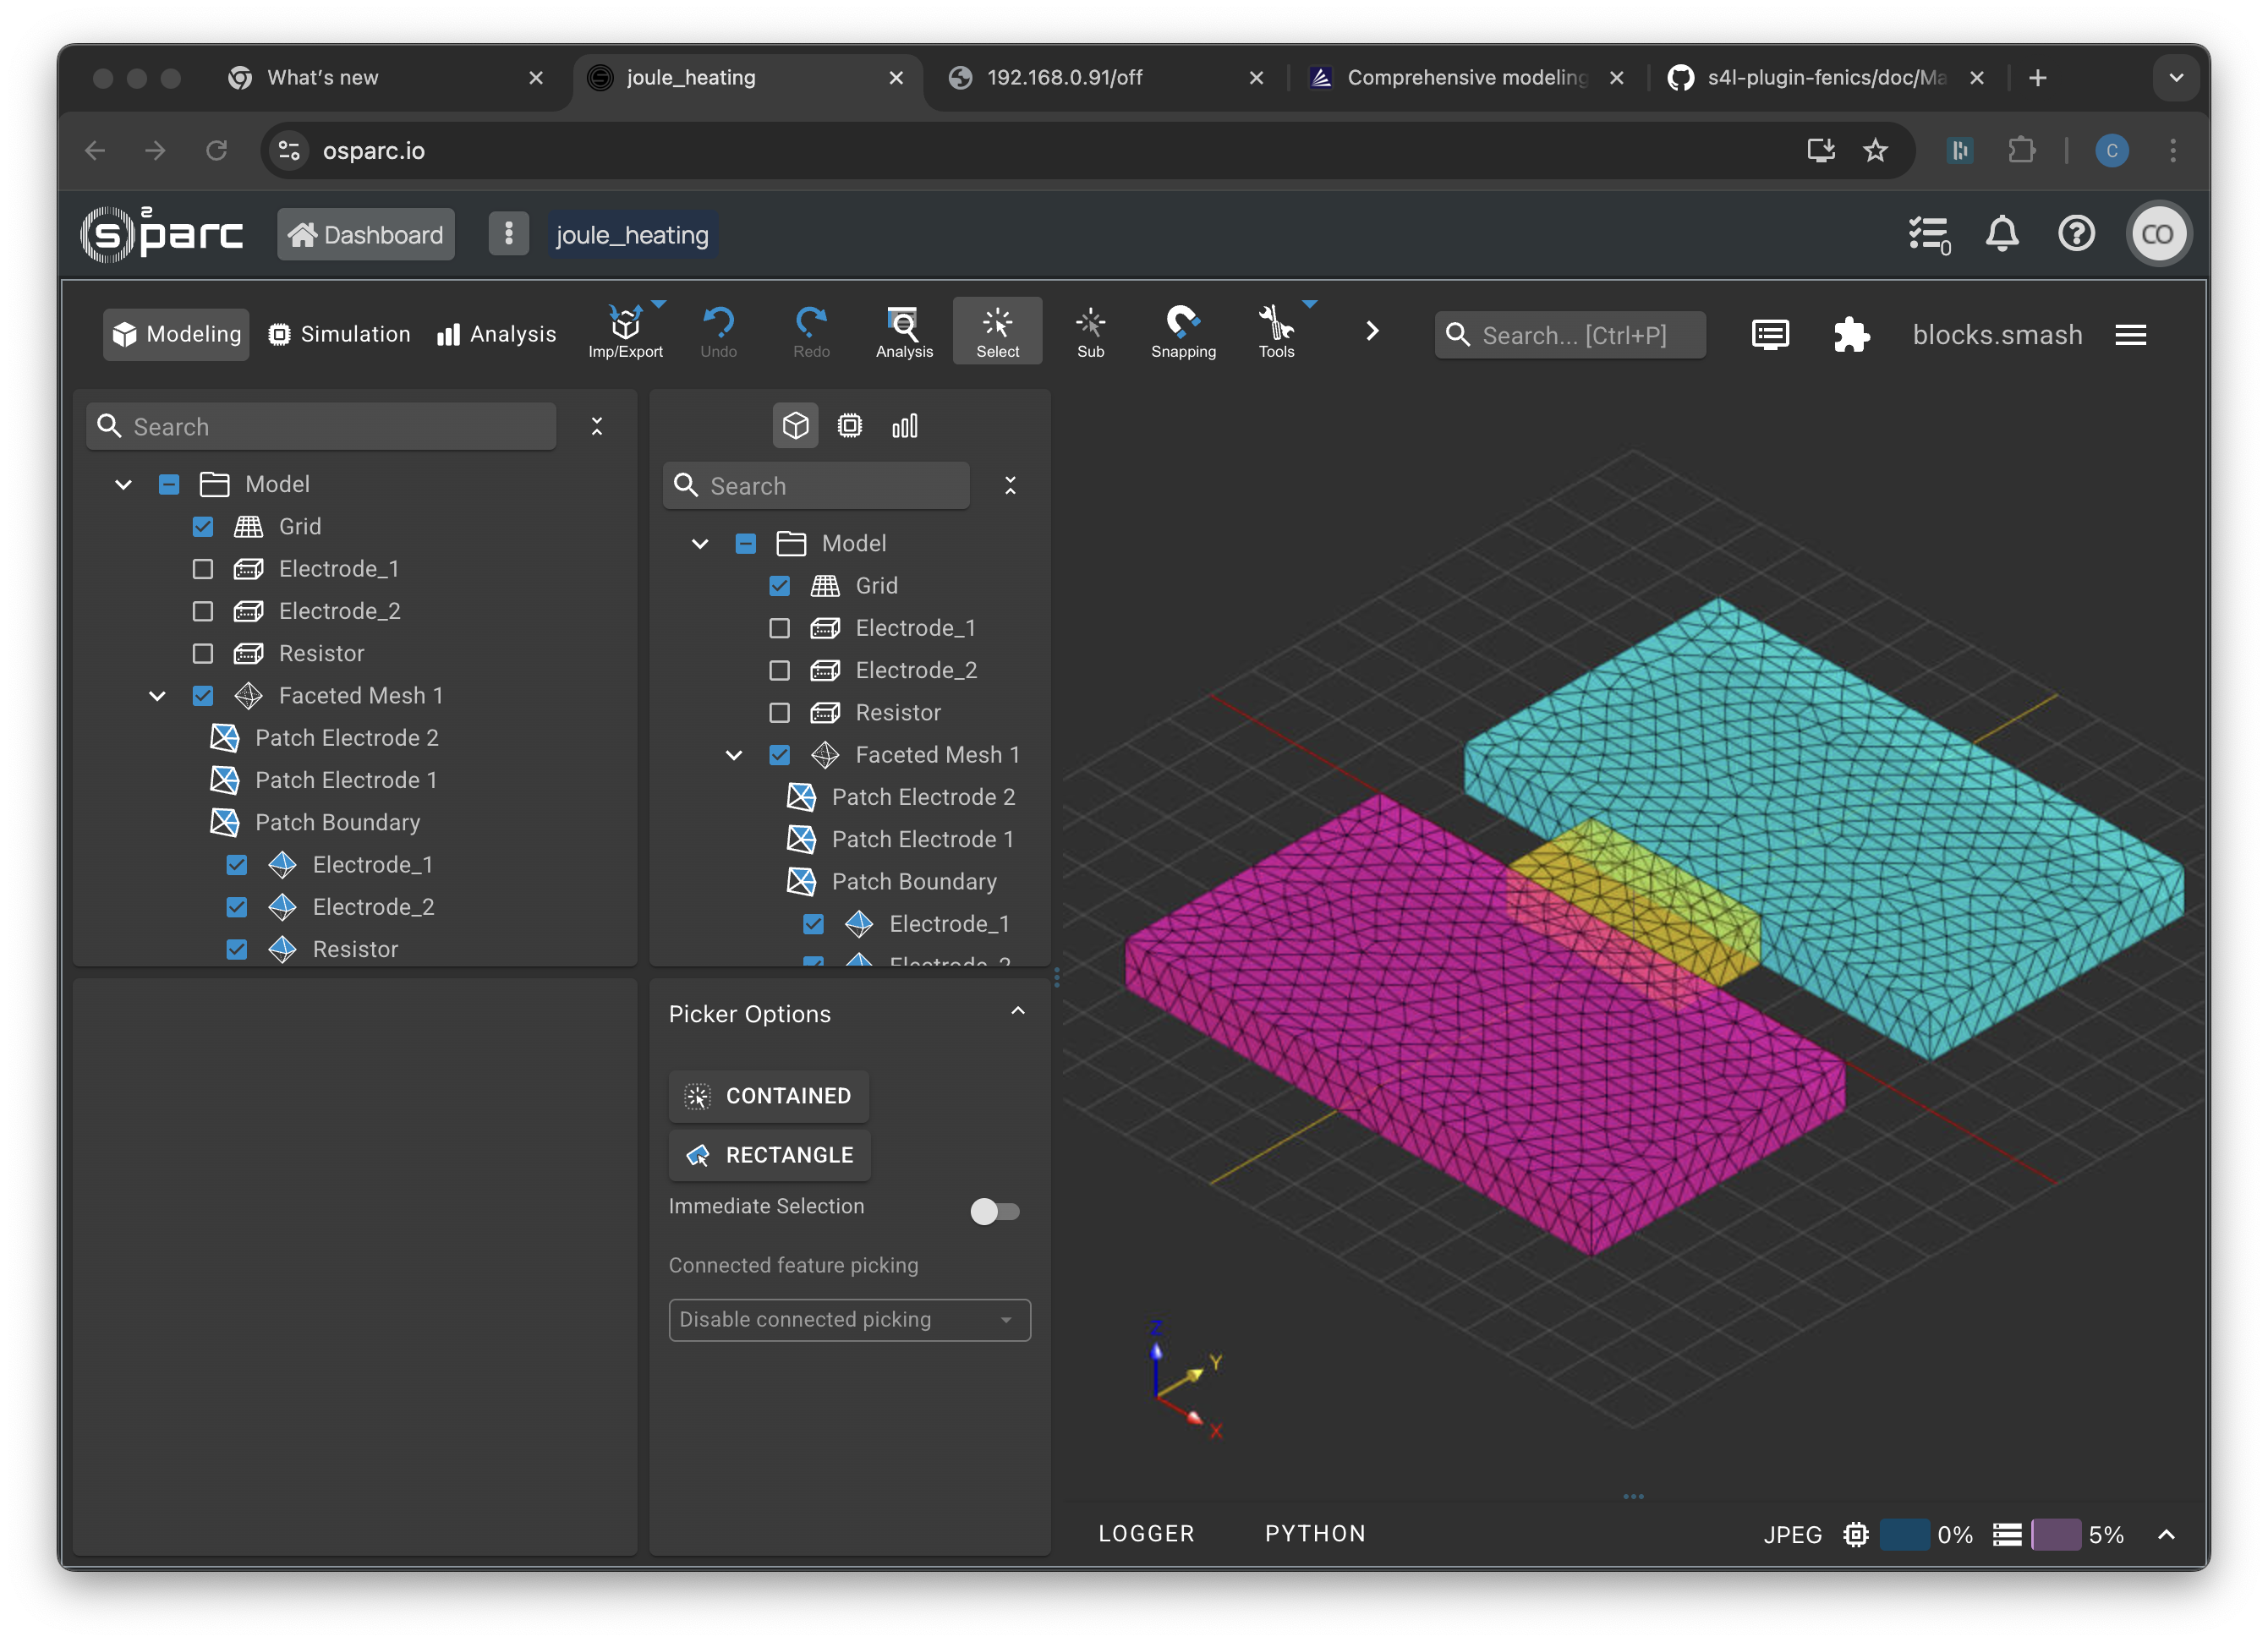 What's new
joule_heating
192.168.0.91/off
Comprehensive modeling
s4l-plugin-fenics/doc/Ma
osparc.io
C
s²parc
Dashboard
joule_heating
0
CO
Modeling
Simulation
Analysis
Imp/Export
Undo
Redo
Analysis
Select
Sub
Snapping
Tools
Search... [Ctrl+P]
blocks.smash
Search
Model
Grid
Electrode_1
Electrode_2
Resistor
Faceted Mesh 1
Patch Electrode 2
Patch Electrode 1
Patch Boundary
Electrode_1
Electrode_2
Resistor
Search
Model
Grid
Electrode_1
Electrode_2
Resistor
Faceted Mesh 1
Patch Electrode 2
Patch Electrode 1
Patch Boundary
Electrode_1
Electrode_2
Picker Options
CONTAINED
RECTANGLE
Immediate Selection
Connected feature picking
Disable connected picking
Z
Y
X
LOGGER
PYTHON
JPEG
0%
5%